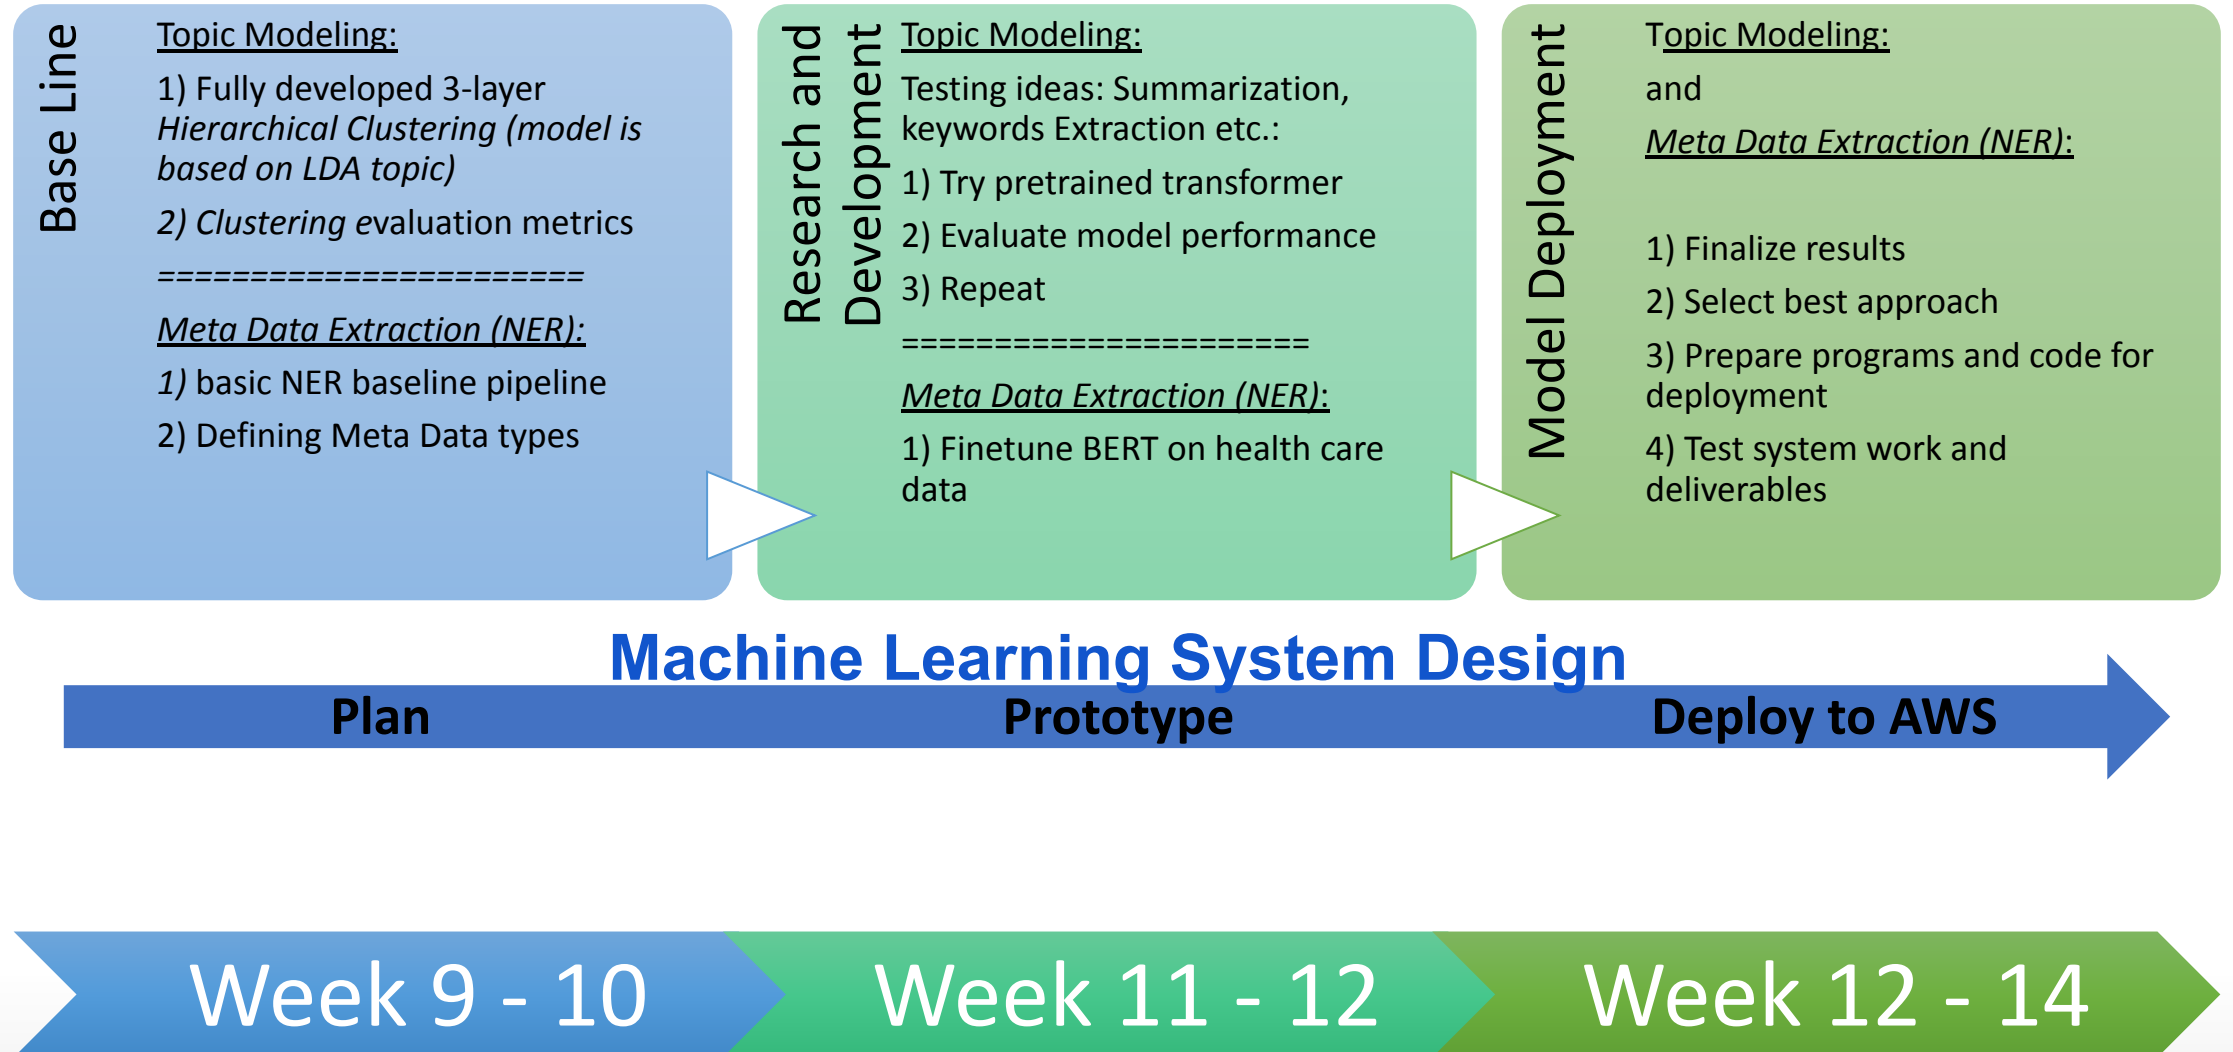 Base Line
Topic Modeling:
1) Fully developed 3-layer
Hierarchical Clustering (model is
based on LDA topic)
2) Clustering evaluation metrics
=======================
Meta Data Extraction (NER):
1) basic NER baseline pipeline
2) Defining Meta Data types
Research and
Development
Topic Modeling:
Testing ideas: Summarization,
keywords Extraction etc.:
1) Try pretrained transformer
2) Evaluate model performance
3) Repeat
======================
Meta Data Extraction (NER):
1) Finetune BERT on health care
data
Model Deployment
Topic Modeling:
and
Meta Data Extraction (NER):
1) Finalize results
2) Select best approach
3) Prepare programs and code for
deployment
4) Test system work and
deliverables
Machine Learning System Design
Plan
Prototype
Deploy to AWS
Week 9 - 10
Week 11 - 12
Week 12 - 14